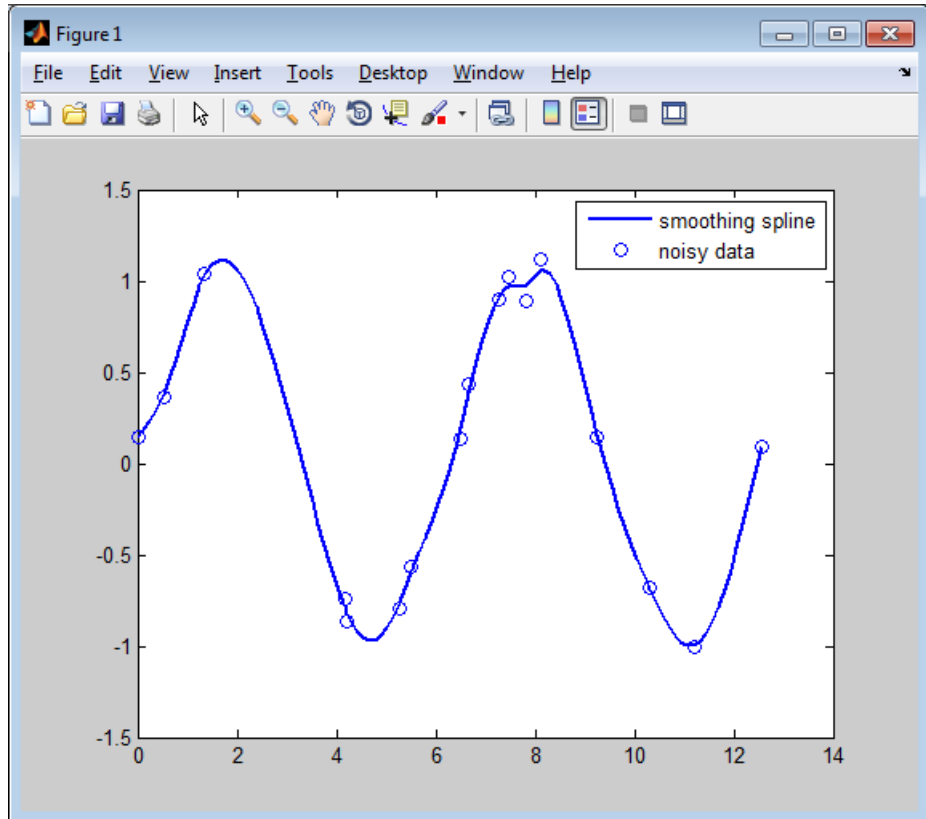 Figure 1
File Edit View Insert Tools Desktop Window Help
smoothing spline
noisy data
1.5
1
0.5
0
-0.5
-1
-1.5
0 2 4 6 8 10 12 14